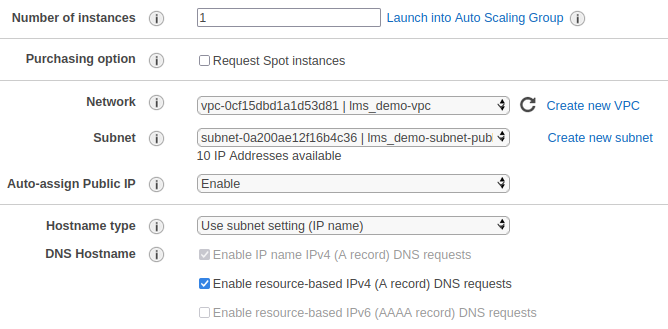 Number of instances 1 Launch into Auto Scaling Group
Purchasing option Request Spot instances
Network vpc-0cf15dbd1a1d53d81 | lms_demo-vpc Create new VPC
Subnet subnet-0a200ae12f16b4c36 | lms_demo-subnet-publ Create new subnet
10 IP Addresses available
Auto-assign Public IP Enable
Hostname type Use subnet setting (IP name)
DNS Hostname Enable IP name IPv4 (A record) DNS requests
Enable resource-based IPv4 (A record) DNS requests
Enable resource-based IPv6 (AAAA record) DNS requests